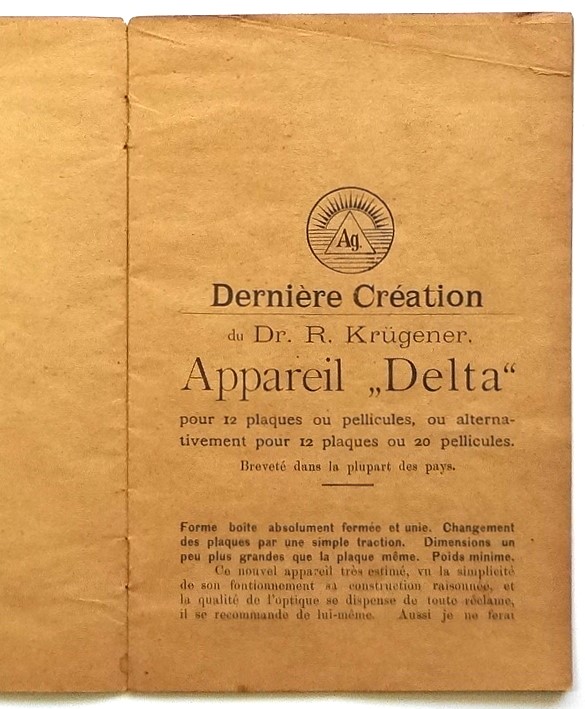 Ag.
Dernière Création
du Dr. R. Krügener.
Appareil „Delta“
pour 12 plaques ou pellicules, ou alterna-
tivement pour 12 plaques ou 20 pellicules.
Breveté dans la plupart des pays.
Forme boîte absolument fermée et unie. Changement
des plaques par une simple traction. Dimensions un
peu plus grandes que la plaque même. Poids minime.
Ce nouvel appareil très estimé, vu la simplicité
de son fontionnement sa construction raisonnée, et
la qualité de l'optique se dispense de toute réclame,
il se recommande de lui-même. Aussi je ne ferai